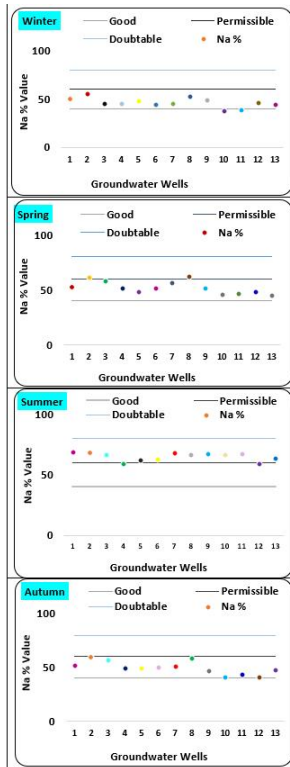 Winter
Good
Permissible
Doubtable
Na %
100
50
0
Na % Value
1 2 3 4 5 6 7 8 9 10 11 12 13
Groundwater Wells
Spring
Good
Permissible
Doubtable
Na %
100
50
0
Na % Value
1 2 3 4 5 6 7 8 9 10 11 12 13
Groundwater Wells
Summer
Good
Permissible
Doubtable
Na %
100
50
0
Na % Value
1 2 3 4 5 6 7 8 9 10 11 12 13
Groundwater Wells
Autumn
Good
Permissible
Doubtable
Na %
100
50
0
Na % Value
1 2 3 4 5 6 7 8 9 10 11 12 13
Groundwater Wells